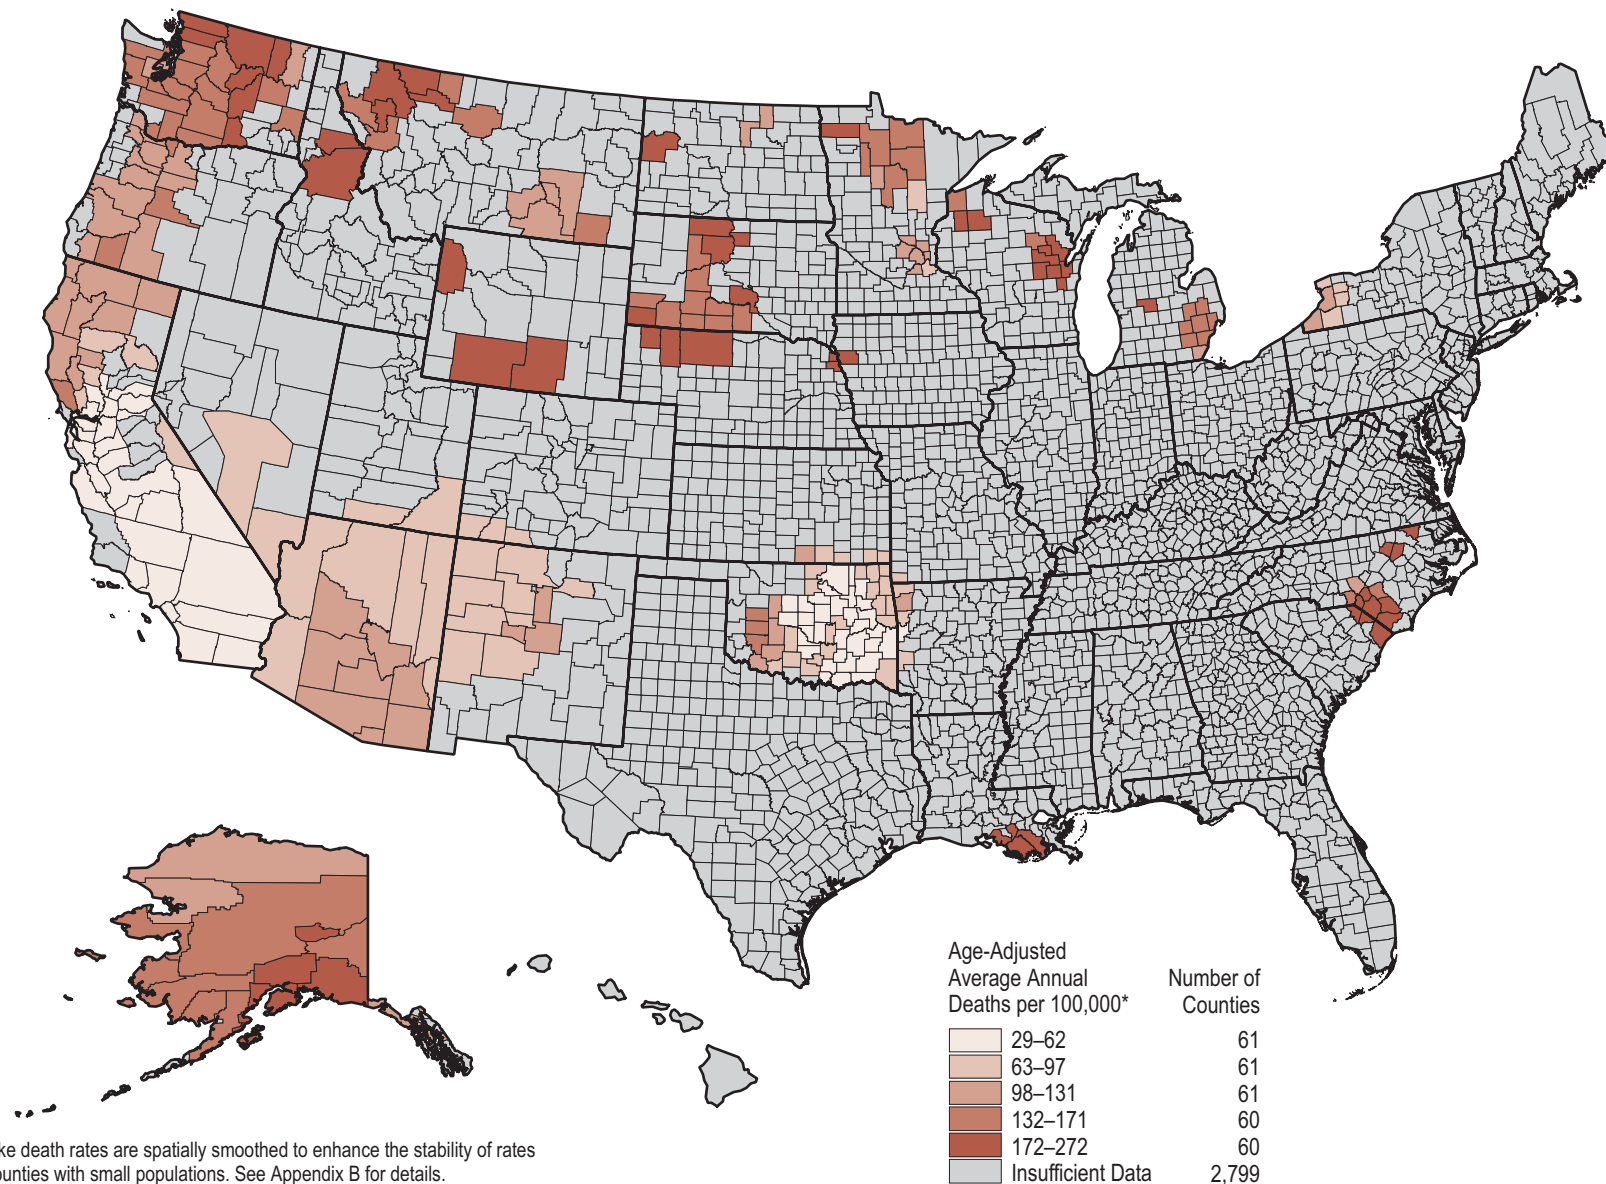 Age-Adjusted
Average Annual
Deaths per 100,000*
Number of
Counties
29–62 61
63–97 61
98–131 61
132–171 60
172–272 60
Insufficient Data 2,799
death rates are spatially smoothed to enhance the stability of rates
with small populations. See Appendix B for details.